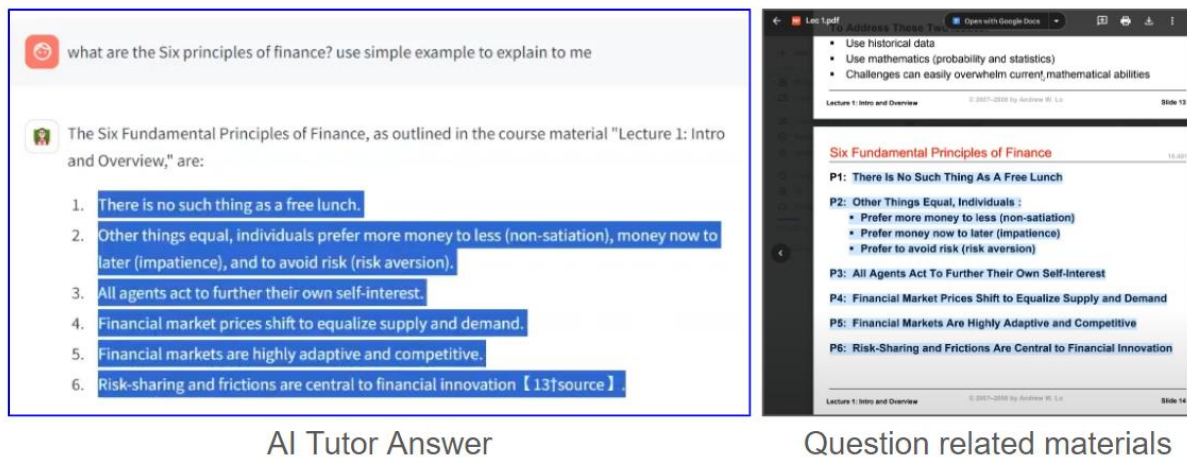 what are the Six principles of finance? use simple example to explain to me
The Six Fundamental Principles of Finance, as outlined in the course material "Lecture 1: Intro
and Overview," are:
1. There is no such thing as a free lunch.
2. Other things equal, individuals prefer more money to less (non-satiation), money now to
later (impatience), and to avoid risk (risk aversion).
3. All agents act to further their own self-interest.
4. Financial market prices shift to equalize supply and demand.
5. Financial markets are highly adaptive and competitive.
6. Risk-sharing and frictions are central to financial innovation【13†source】.
AI Tutor Answer
Lec 1.pdf
Open with Google Docs
To Address These Two
▪ Use historical data
▪ Use mathematics (probability and statistics)
▪ Challenges can easily overwhelm current mathematical abilities
Lecture 1: Intro and Overview
© 2007–2008 by Andrew W. Lo
Slide 13
Six Fundamental Principles of Finance
P1: There Is No Such Thing As A Free Lunch
P2: Other Things Equal, Individuals :
▪ Prefer more money to less (non-satiation)
▪ Prefer money now to later (impatience)
▪ Prefer to avoid risk (risk aversion)
P3: All Agents Act To Further Their Own Self-Interest
P4: Financial Market Prices Shift to Equalize Supply and Demand
P5: Financial Markets Are Highly Adaptive and Competitive
P6: Risk-Sharing and Frictions Are Central to Financial Innovation
Lecture 1: Intro and Overview
© 2007–2008 by Andrew W. Lo
Slide 14
Question related materials